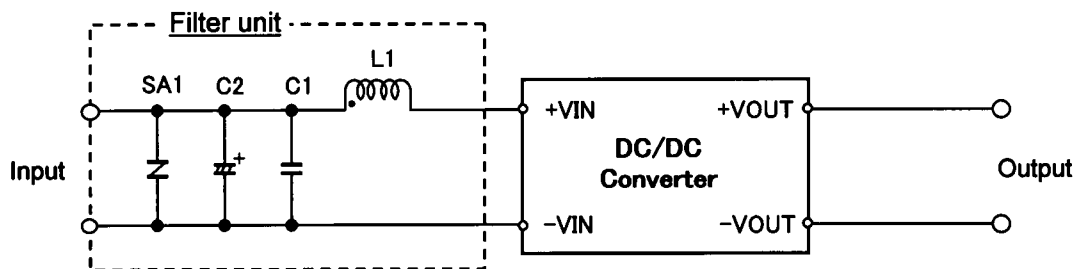 Filter unit
SA1 C2 C1 L1
+
Input
+VIN
-VIN
DC/DC
Converter
+VOUT
-VOUT
Output